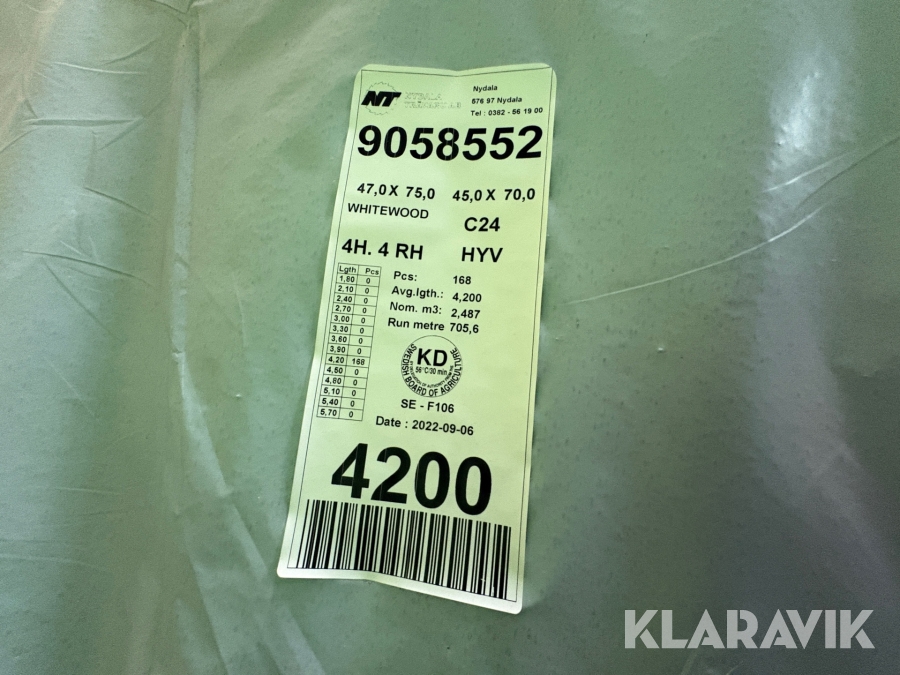 NT
Nydala
576 97 Nydala
Tel : 0382 - 56 19 00
9058552
47,0 X 75,0 45,0 X 70,0
WHITEWOOD C24
4H. 4 RH HYV
Lgth Pcs
1,80 0
2,10 0
2,40 0
2,70 0
3,00 0
3,30 0
3,60 0
3,90 0
4,20 168
4,50 0
4,80 0
5,10 0
5,40 0
5,70 0
Pcs: 168
Avg.lgth.: 4,200
Nom. m3: 2,487
Run metre 705,6
KD
56°C/30 min
SWEDISH BOARD OF AGRICULTURE
SE - F106
Date : 2022-09-06
4200
KLARAVIK